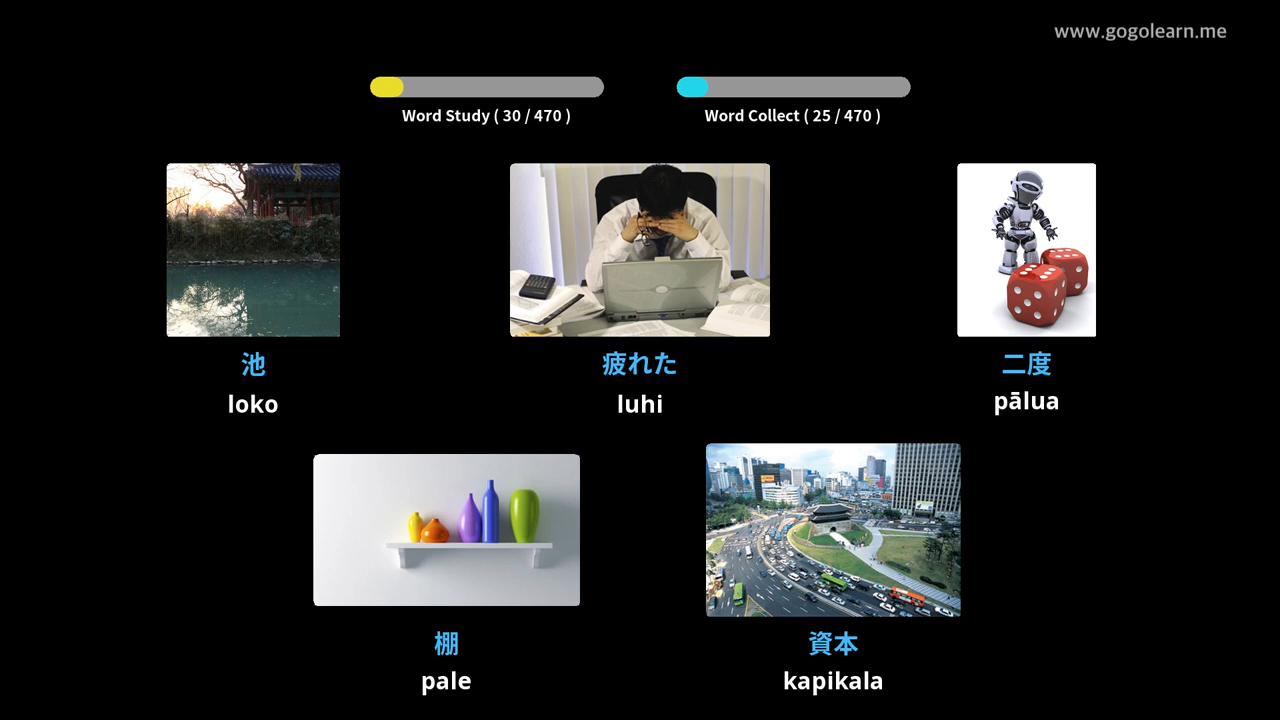 www.gogolearn.me
Word Study ( 30 / 470 )
Word Collect ( 25 / 470 )
池
loko
疲れた
luhi
二度
pālua
棚
pale
資本
kapikala